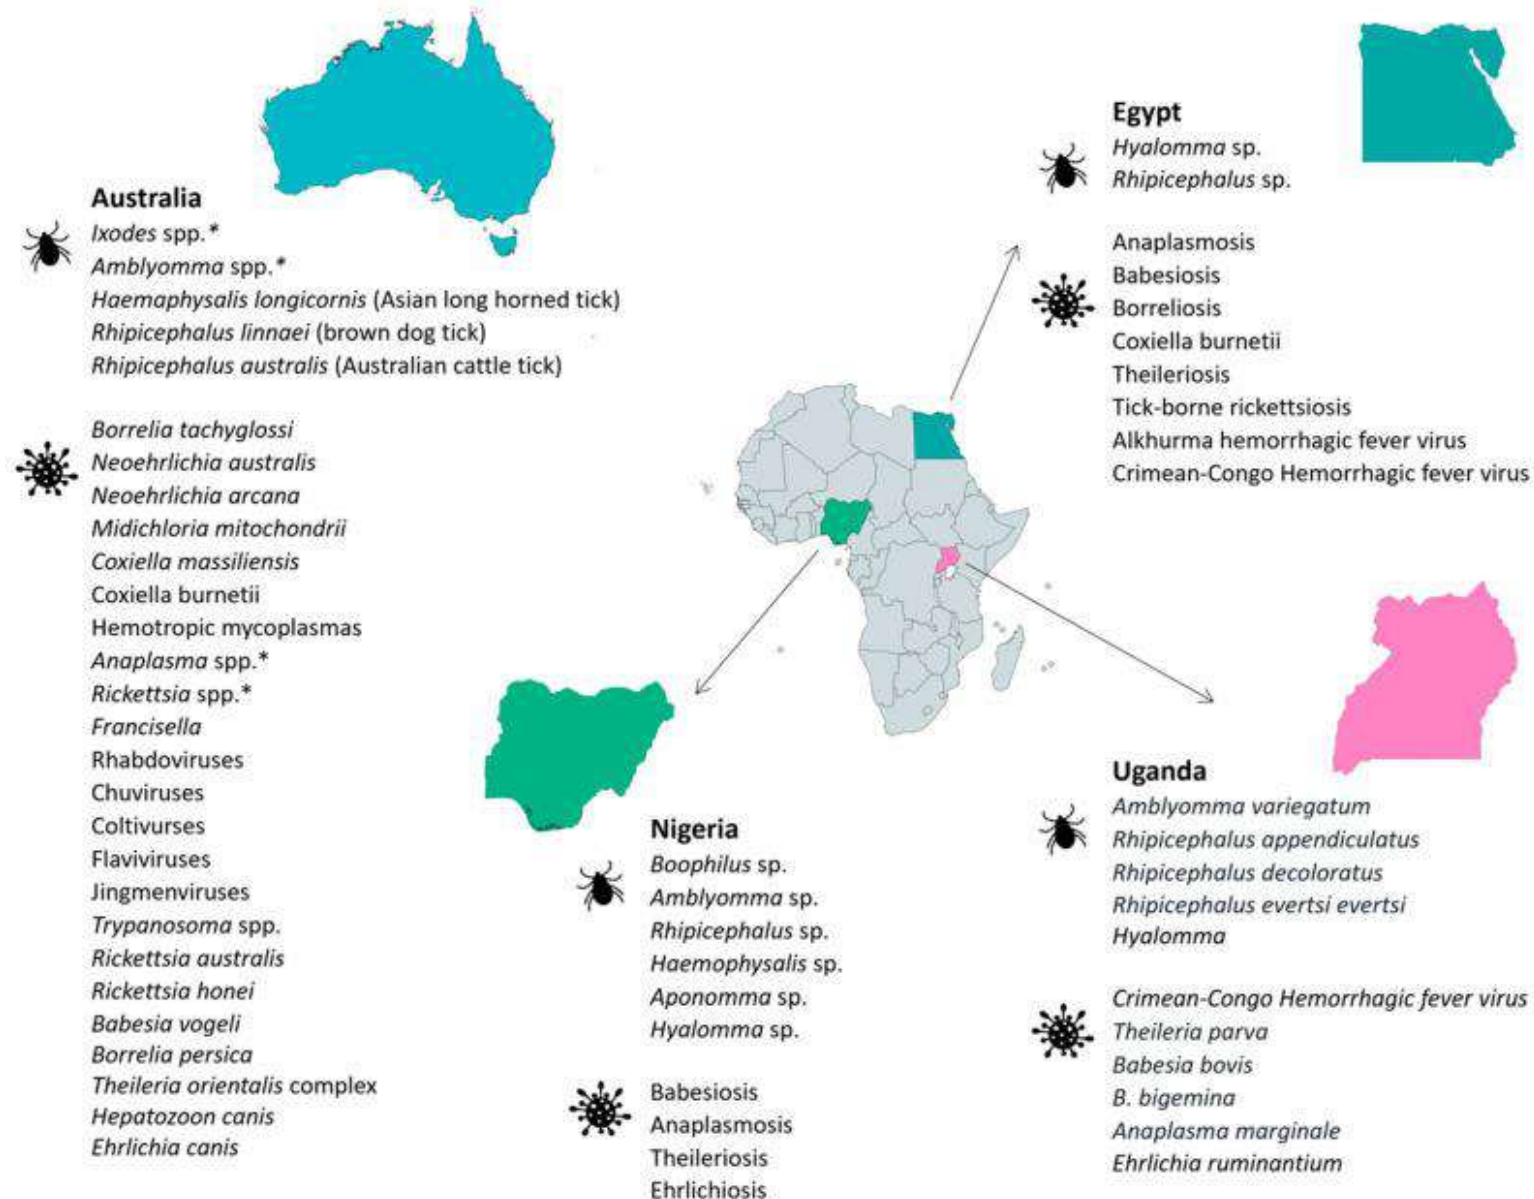 Australia
Ixodes spp.*
Amblyomma spp.*
Haemaphysalis longicornis (Asian long horned tick)
Rhipicephalus linnaei (brown dog tick)
Rhipicephalus australis (Australian cattle tick)
Borrelia tachyglossi
Neoehrlichia australis
Neoehrlichia arcana
Midichloria mitochondrii
Coxiella massiliensis
Coxiella burnetii
Hemotropic mycoplasmas
Anaplasma spp.*
Rickettsia spp.*
Francisella
Rhabdoviruses
Chuviruses
Coltivurses
Flaviviruses
Jingmenviruses
Trypanosoma spp.
Rickettsia australis
Rickettsia honei
Babesia vogeli
Borrelia persica
Theileria orientalis complex
Hepatozoon canis
Ehrlichia canis
Nigeria
Boophilus sp.
Amblyomma sp.
Rhipicephalus sp.
Haemophysalis sp.
Aponomma sp.
Hyalomma sp.
Babesiosis
Anaplasmosis
Theileriosis
Ehrlichiosis
Egypt
Hyalomma sp.
Rhipicephalus sp.
Anaplasmosis
Babesiosis
Borreliosis
Coxiella burnetii
Theileriosis
Tick-borne rickettsiosis
Alkhurma hemorrhagic fever virus
Crimean-Congo Hemorrhagic fever virus
Uganda
Amblyomma variegatum
Rhipicephalus appendiculatus
Rhipicephalus decoloratus
Rhipicephalus evertsi evertsi
Hyalomma
Crimean-Congo Hemorrhagic fever virus
Theileria parva
Babesia bovis
B. bigemina
Anaplasma marginale
Ehrlichia ruminantium